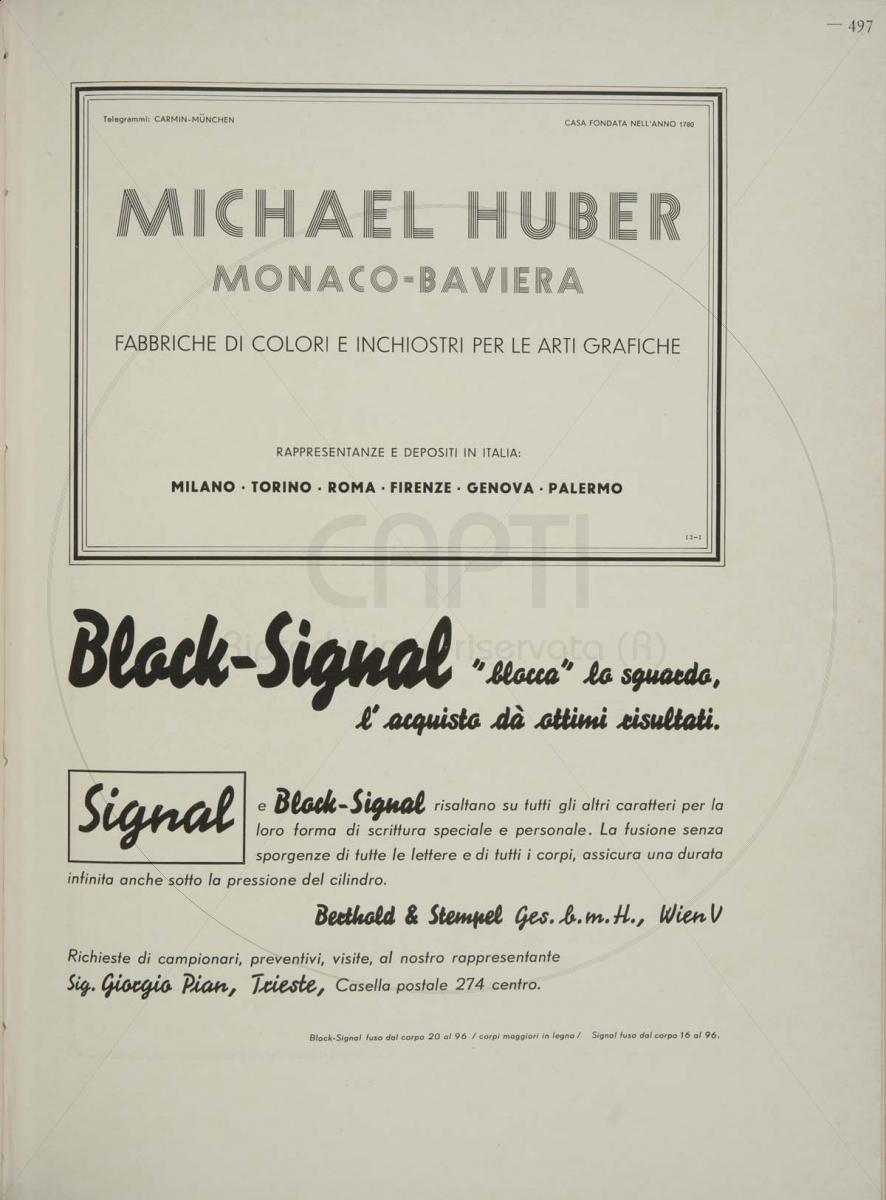 — 497
Telegrammi: CARMIN-MÜNCHEN
CASA FONDATA NELL'ANNO 1780
MICHAEL HUBER
MONACO-BAVIERA
FABBRICHE DI COLORI E INCHIOSTRI PER LE ARTI GRAFICHE
RAPPRESENTANZE E DEPOSITI IN ITALIA:
MILANO · TORINO · ROMA · FIRENZE · GENOVA · PALERMO
12-1
CAPTI
Riproduzione riservata (R)
Block-Signal "blocca" lo sguardo,
l'acquisto dà ottimi risultati.
Signal e Block-Signal risaltano su tutti gli altri caratteri per la
loro forma di scrittura speciale e personale. La fusione senza
sporgenze di tutte le lettere e di tutti i corpi, assicura una durata
infinita anche sotto la pressione del cilindro.
Berthold & Stempel Ges.b.m.H., Wien V
Richieste di campionari, preventivi, visite, al nostro rappresentante
Sig. Giorgio Pian, Trieste, Casella postale 274 centro.
Block-Signal fuso dal corpo 20 al 96 / corpi maggiori in legno / Signal fuso dal corpo 16 al 96.